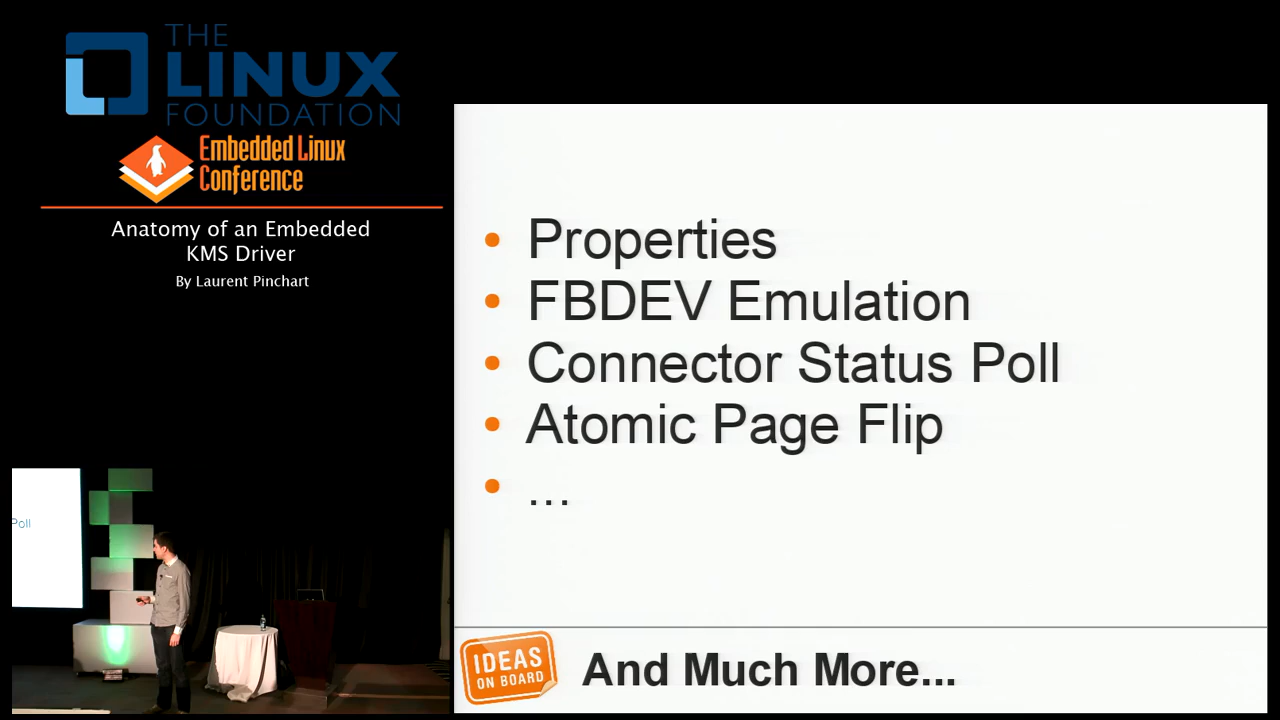 THE
LINUX
FOUNDATION
Embedded Linux
Conference
Anatomy of an Embedded
KMS Driver
By Laurent Pinchart
Poll
• Properties
• FBDEV Emulation
• Connector Status Poll
• Atomic Page Flip
• ...
IDEAS
ON BOARD
And Much More...